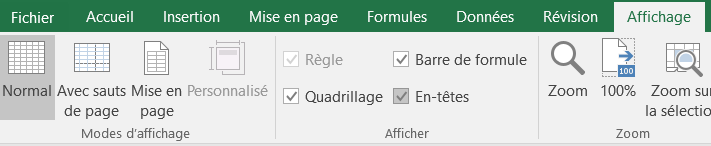 Fichier Accueil Insertion Mise en page Formules Données Révision Affichage
Normal
Avec sauts
de page
Mise en
page
Personnalisé
Modes d'affichage
Règle
Barre de formule
Quadrillage
En-têtes
Afficher
Zoom
100
100%
Zoom sur
la sélectio
Zoom